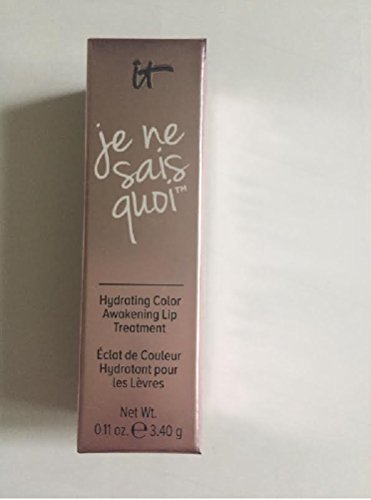 it
je ne
sais
quoi™
Hydrating Color
Awakening Lip
Treatment
Éclat de Couleur
Hydratant pour
les Lèvres
Net Wt.
0.11 oz. ℮ 3.40 g